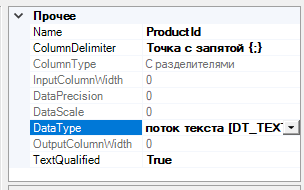 Прочее
Name ProductId
ColumnDelimiter Точка с запятой {;}
ColumnType С разделителями
InputColumnWidth 0
DataPrecision 0
DataScale 0
DataType поток текста [DT_TEX
OutputColumnWidth 0
TextQualified True